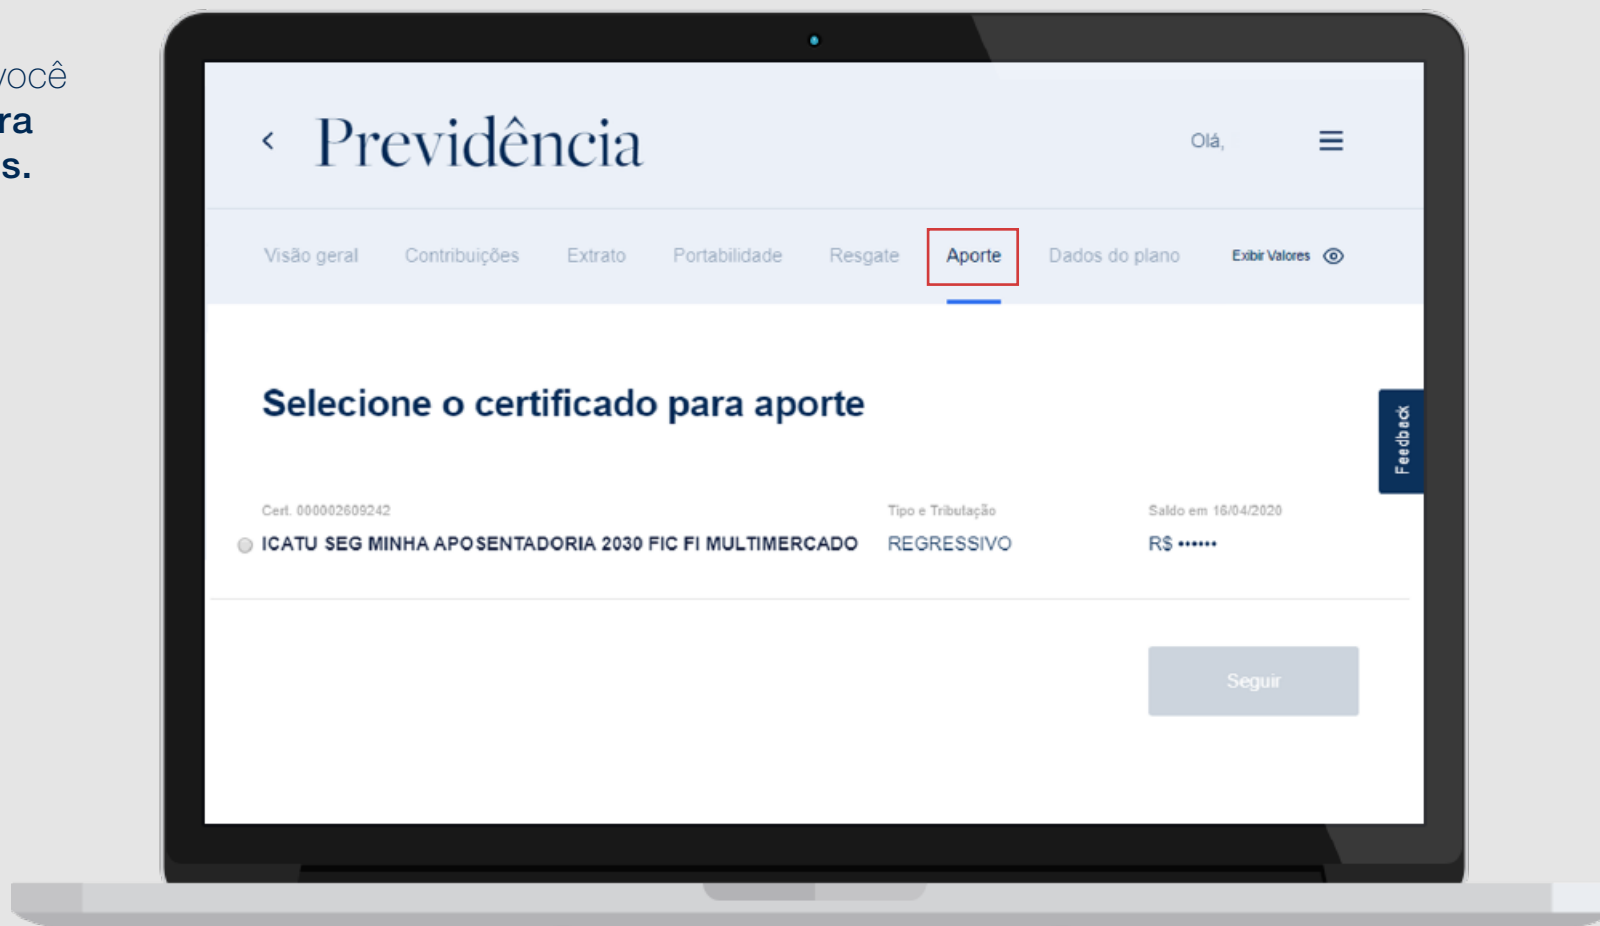 você
ra
s.
Previdência
Olá,
Visão geral Contribuições Extrato Portabilidade Resgate Aporte Dados do plano Exibir Valores
Selecione o certificado para aporte
Feedback
Cert. 000002609242 Tipo e Tributação Saldo em 16/04/2020
ICATU SEG MINHA APOSENTADORIA 2030 FIC FI MULTIMERCADO REGRESSIVO R$ ••••••
Seguir